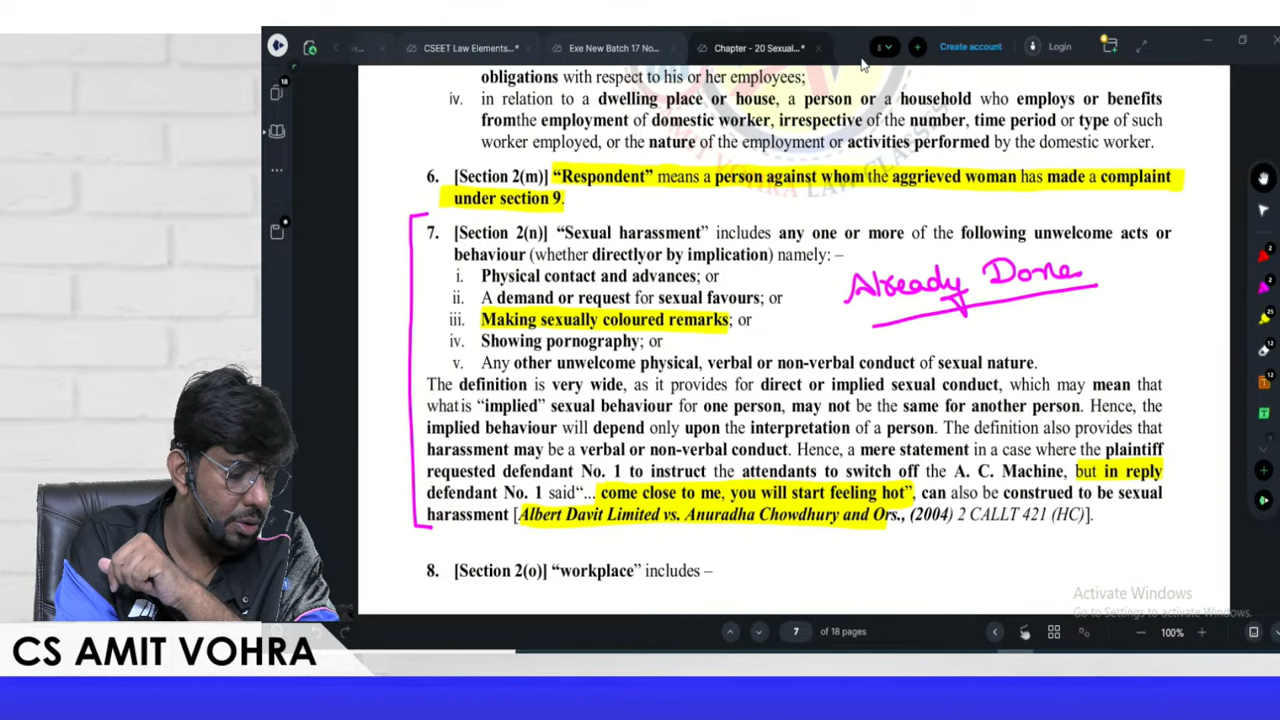 CSEET Law Elements...*
Exe New Batch 17 No...
Chapter - 20 Sexual...*
8
Create account
Login
18
obligations with respect to his or her employees;
iv. in relation to a dwelling place or house, a person or a household who employs or benefits
fromthe employment of domestic worker, irrespective of the number, time period or type of such
worker employed, or the nature of the employment or activities performed by the domestic worker.
6. [Section 2(m)] “Respondent” means a person against whom the aggrieved woman has made a complaint
under section 9.
7. [Section 2(n)] “Sexual harassment” includes any one or more of the following unwelcome acts or
behaviour (whether directlyor by implication) namely: –
i. Physical contact and advances; or
Already Done
ii. A demand or request for sexual favours; or
iii. Making sexually coloured remarks; or
iv. Showing pornography; or
v. Any other unwelcome physical, verbal or non-verbal conduct of sexual nature.
The definition is very wide, as it provides for direct or implied sexual conduct, which may mean that
what is “implied” sexual behaviour for one person, may not be the same for another person. Hence, the
implied behaviour will depend only upon the interpretation of a person. The definition also provides that
harassment may be a verbal or non-verbal conduct. Hence, a mere statement in a case where the plaintiff
requested defendant No. 1 to instruct the attendants to switch off the A. C. Machine, but in reply
defendant No. 1 said“... come close to me, you will start feeling hot”, can also be construed to be sexual
harassment [Albert Davit Limited vs. Anuradha Chowdhury and Ors., (2004) 2 CALLT 421 (HC)].
8. [Section 2(o)] “workplace” includes –
Activate Windows
Go to Settings to activate Windows.
7 of 18 pages
100%
2
2
25
12
12
CS AMIT VOHRA